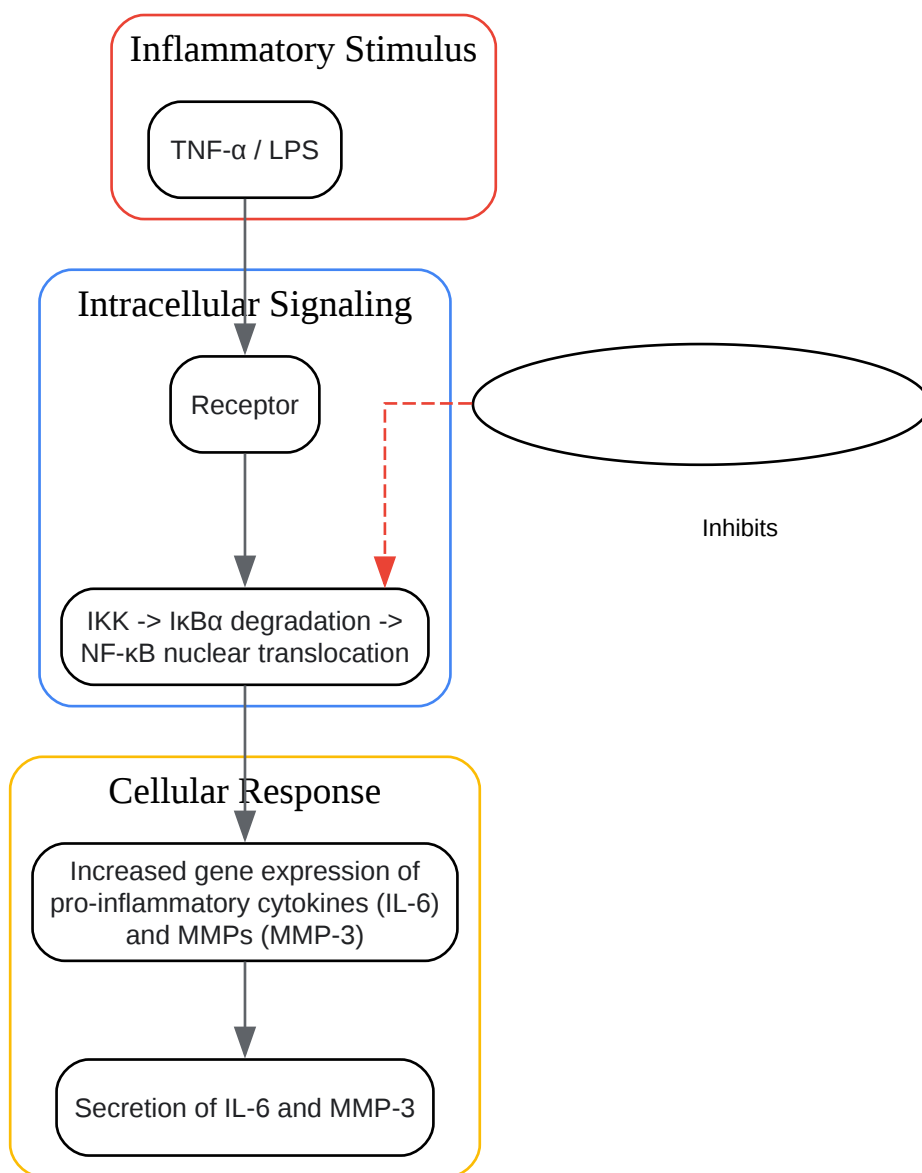 Inflammatory Stimulus
TNF-α / LPS
Intracellular Signaling
Receptor
Inhibits
IKK -> IκBα degradation ->
NF-κB nuclear translocation
Cellular Response
Increased gene expression of
pro-inflammatory cytokines (IL-6)
and MMPs (MMP-3)
Secretion of IL-6 and MMP-3